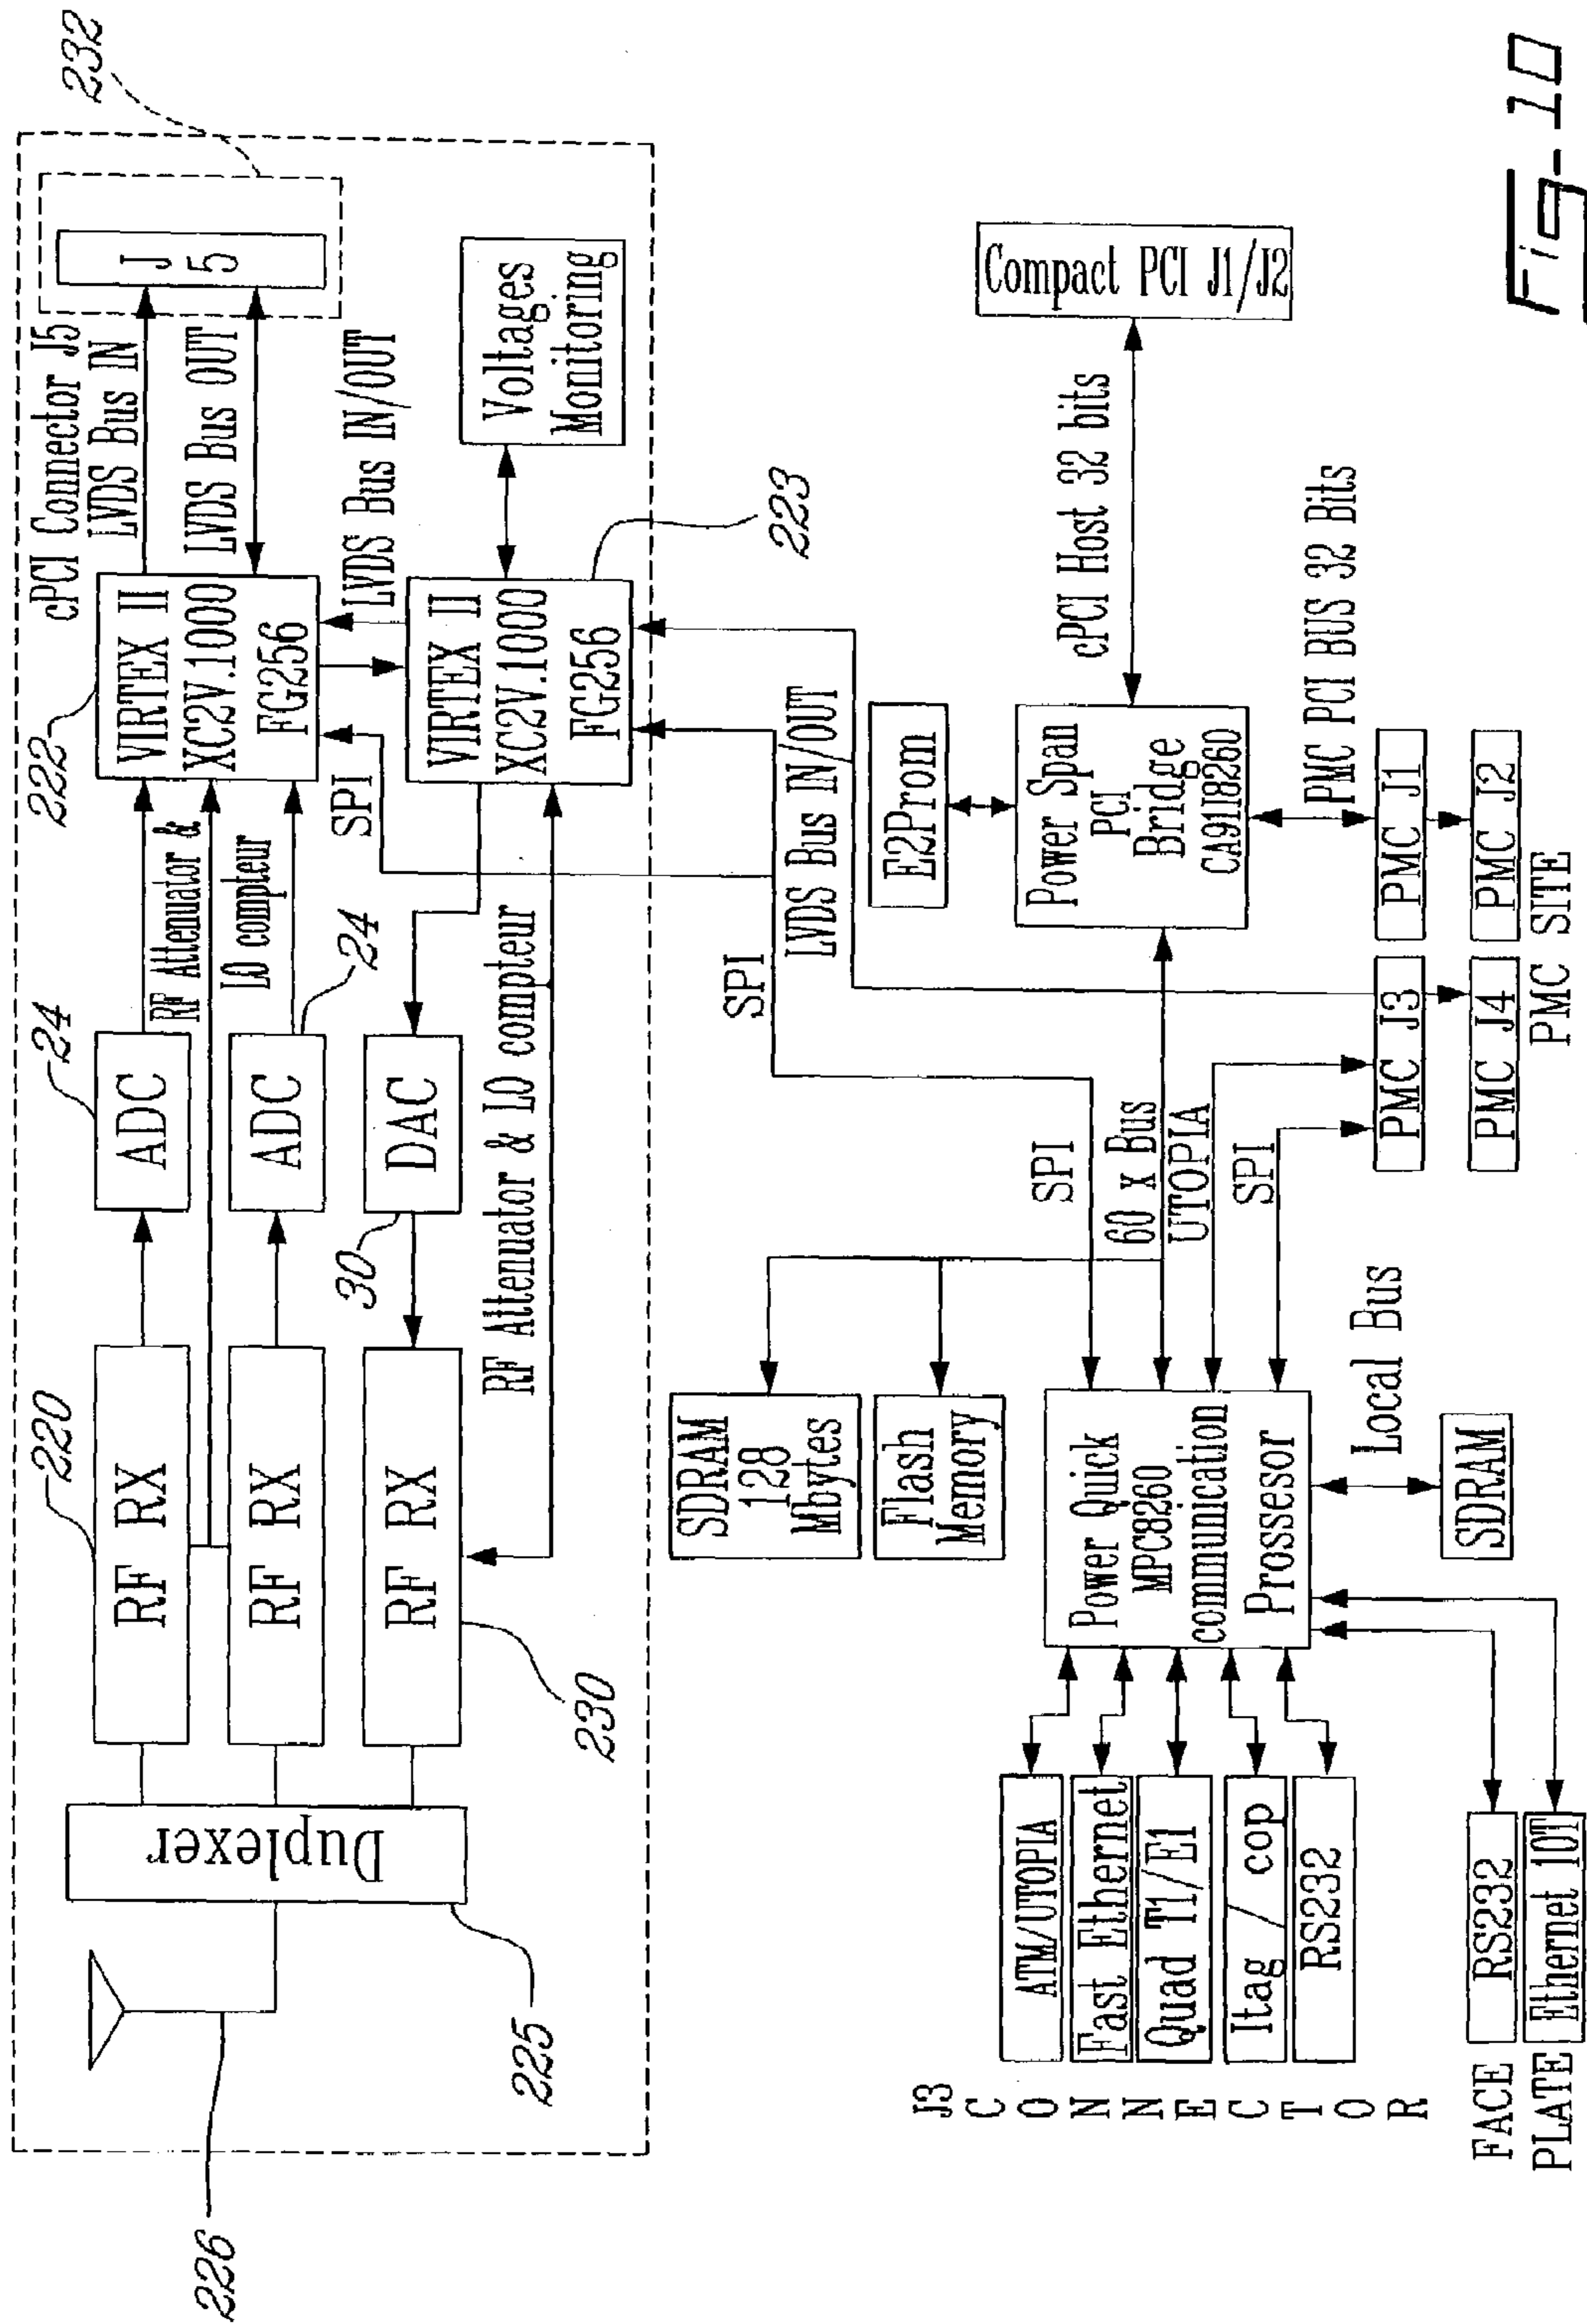 226
225
Duplexer
220
RF RX
RF RX
RF RX
230
24
ADC
24
ADC
30
DAC
RF Attenuator &
LO compteur
RF Attenuator & LO compteur
222
VIRTEX II
XC2V.1000
FG256
cPCI Connector J5
LVDS Bus IN
LVDS Bus OUT
J
5
232
LVDS Bus IN/OUT
SPI
VIRTEX II
XC2V.1000
FG256
223
Voltages
Monitoring
SPI
LVDS Bus IN/OUT
SDRAM
128
Mbytes
Flash
Memory
SPI
60 x Bus
UTOPIA
SPI
E2Prom
Power Span
PCI
Bridge
CA91I8260
cPCI Host 32 bits
Compact PCI J1/J2
PMC PCI BUS 32 Bits
PMC J3
PMC J1
PMC J4
PMC J2
PMC SITE
Power Quick
MPC8260
communication
Prossesor
Local Bus
SDRAM
J3
C
O
N
N
E
C
T
O
R
ATM/UTOPIA
Fast Ethernet
Quad T1/E1
Itag / cop
RS232
FACE
PLATE
RS232
Ethernet 10T
Fig-10